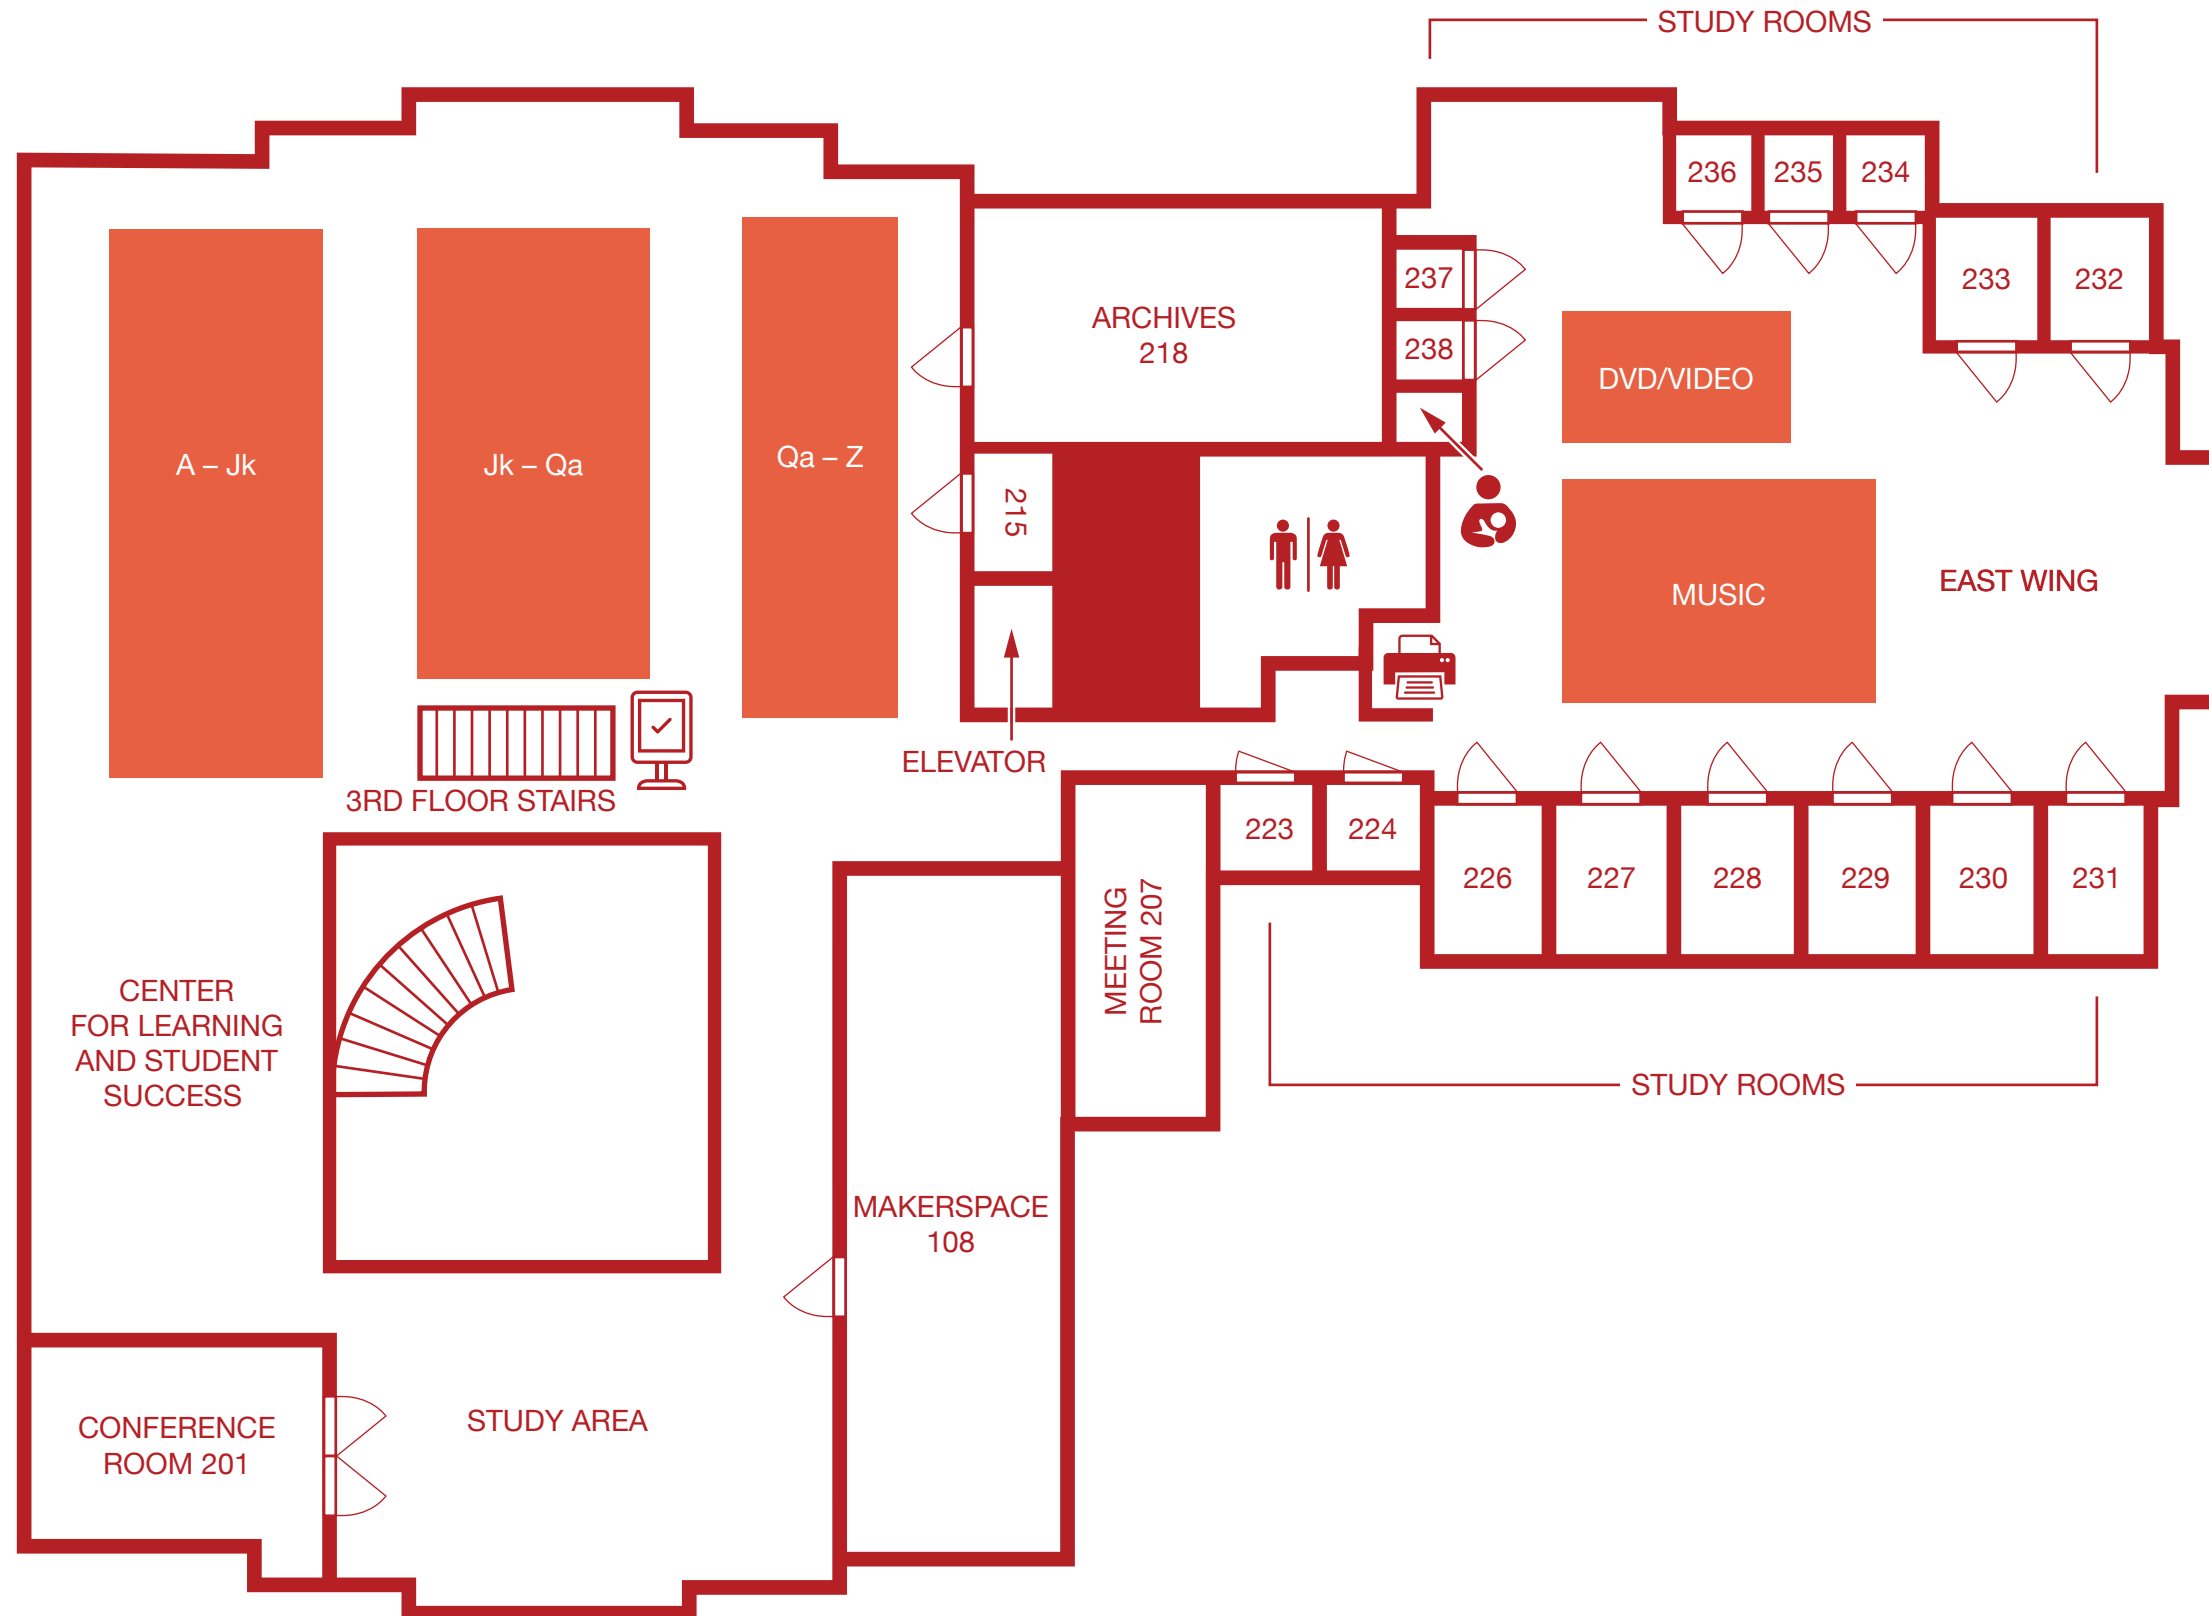 STUDY ROOMS
236
235
234
233
232
237
238
ARCHIVES
218
DVD/VIDEO
A – Jk
Jk – Qa
Qa – Z
215
MUSIC
EAST WING
ELEVATOR
3RD FLOOR STAIRS
223
224
226
227
228
229
230
231
MEETING
ROOM 207
CENTER
FOR LEARNING
AND STUDENT
SUCCESS
STUDY ROOMS
MAKERSPACE
108
CONFERENCE
ROOM 201
STUDY AREA